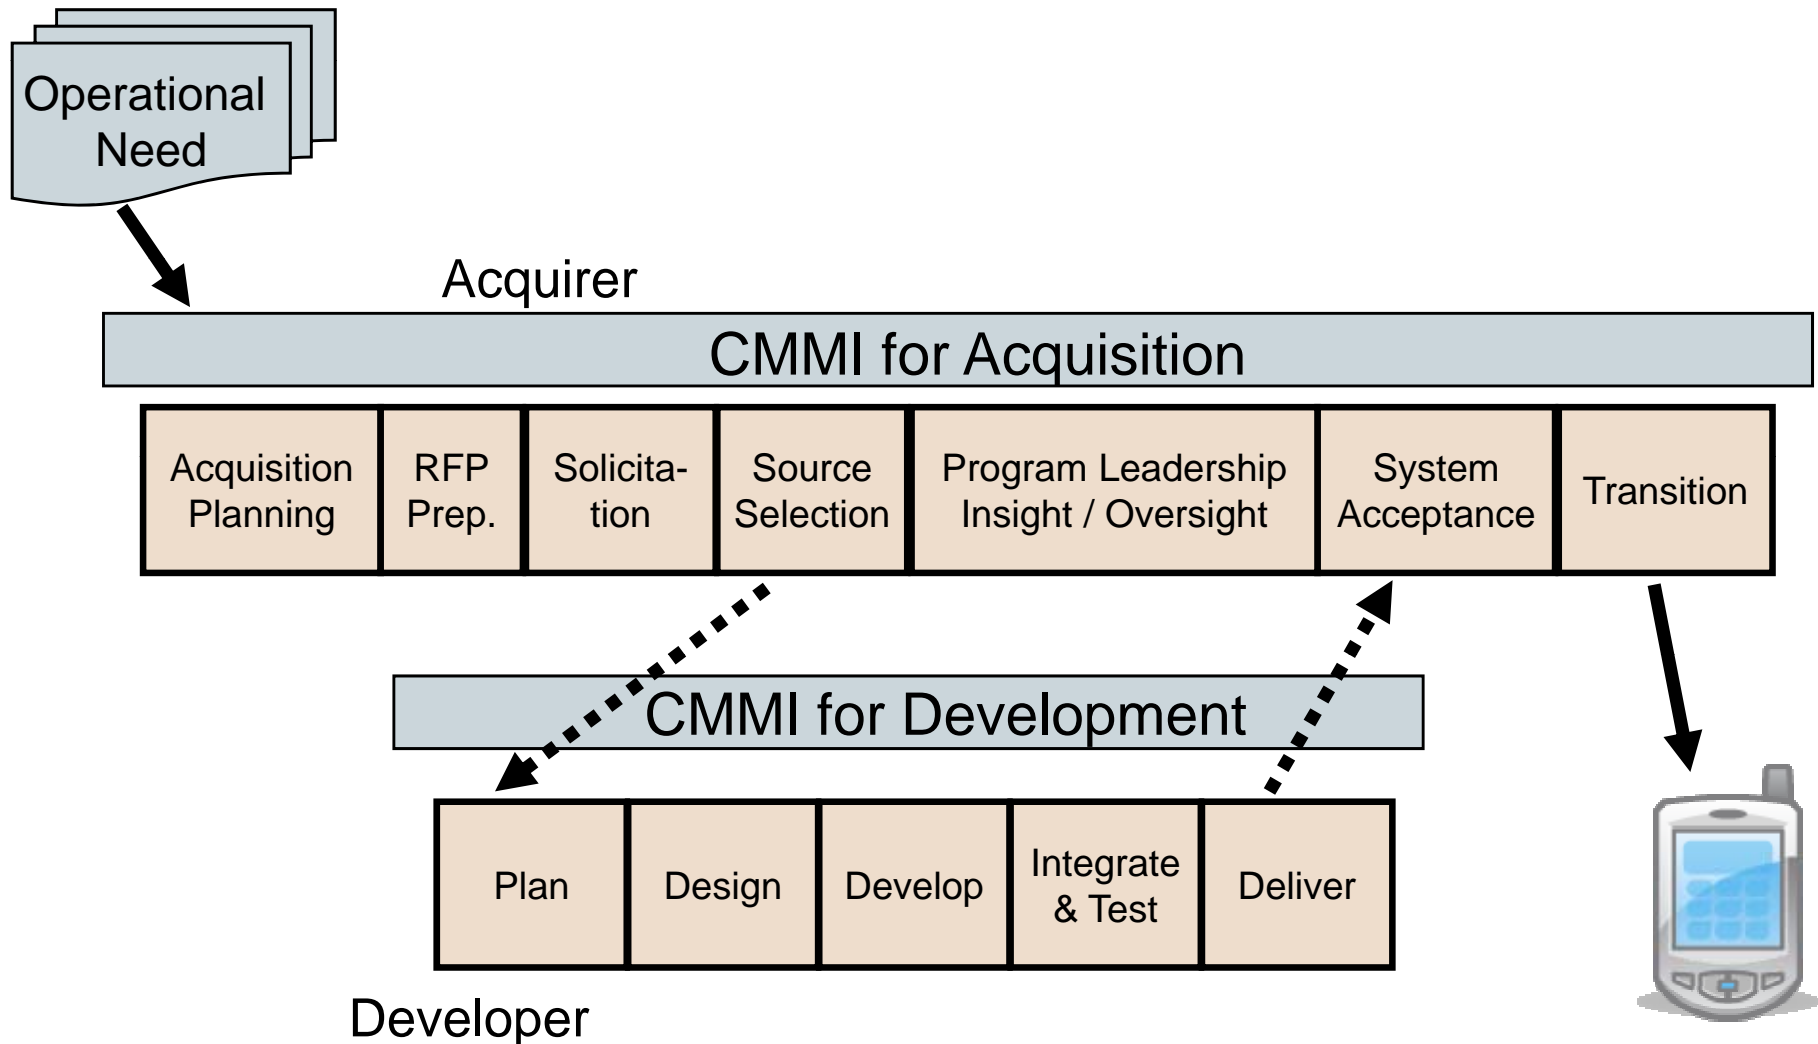 Operational
Need
Acquirer
CMMI for Acquisition
Acquisition
Planning
RFP
Prep.
Solicita-
tion
Source
Selection
Program Leadership
Insight / Oversight
System
Acceptance
Transition
CMMI for Development
Plan
Design
Develop
Integrate
& Test
Deliver
Developer